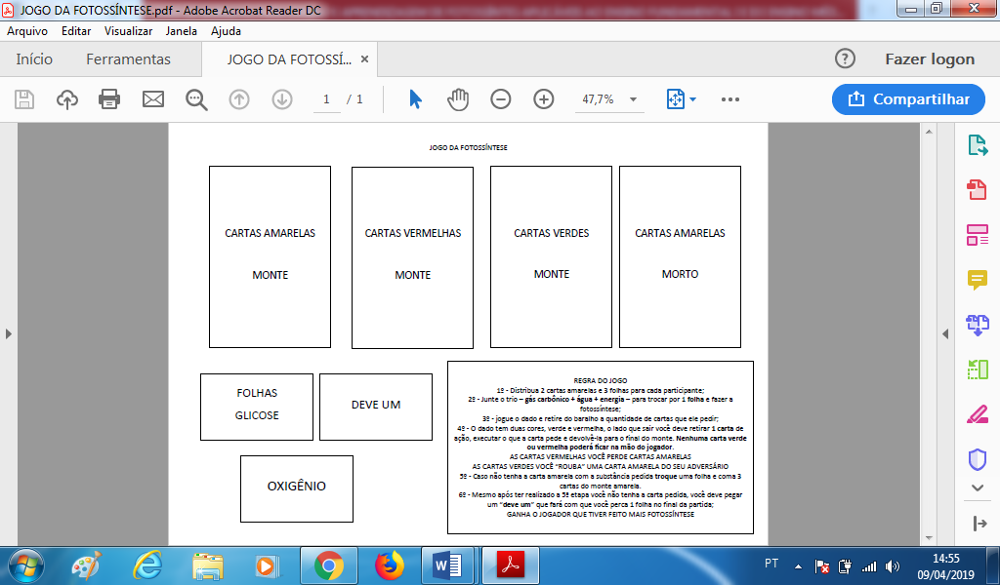 JOGO DA FOTOSSÍNTESE.pdf - Adobe Acrobat Reader DC
Arquivo Editar Visualizar Janela Ajuda
Início Ferramentas JOGO DA FOTOSSÍ... × ? Fazer logon
1 / 1 47,7% Compartilhar
JOGO DA FOTOSSÍNTESE
CARTAS AMARELAS
MONTE
CARTAS VERMELHAS
MONTE
CARTAS VERDES
MONTE
CARTAS AMARELAS
MORTO
FOLHAS
GLICOSE
DEVE UM
OXIGÊNIO
REGRA DO JOGO
1º - Distribua 2 cartas amarelas e 3 folhas para cada participante;
2º - Junte o trio – gás carbônico + água + energia – para trocar por 1 folha e fazer a
fotossíntese;
3º - jogue o dado e retire do baralho a quantidade de cartas que ele pedir;
4º - O dado tem duas cores, verde e vermelha, o lado que sair você deve retirar 1 carta de
ação, executar o que a carta pede e devolvê-la para o final do monte. Nenhuma carta verde
ou vermelha poderá ficar na mão do jogador.
AS CARTAS VERMELHAS VOCÊ PERDE CARTAS AMARELAS
AS CARTAS VERDES VOCÊ "ROUBA" UMA CARTA AMARELA DO SEU ADVERSÁRIO
5º - Caso não tenha a carta amarela com a substância pedida troque uma folha e coma 3
cartas do monte amarela.
6º - Mesmo após ter realizado a 5ª etapa você não tenha a carta pedida, você deve pegar
um "deve um" que fará com que você perca 1 folha no final da partida;
GANHA O JOGADOR QUE TIVER FEITO MAIS FOTOSSÍNTESE
PT
14:55
09/04/2019